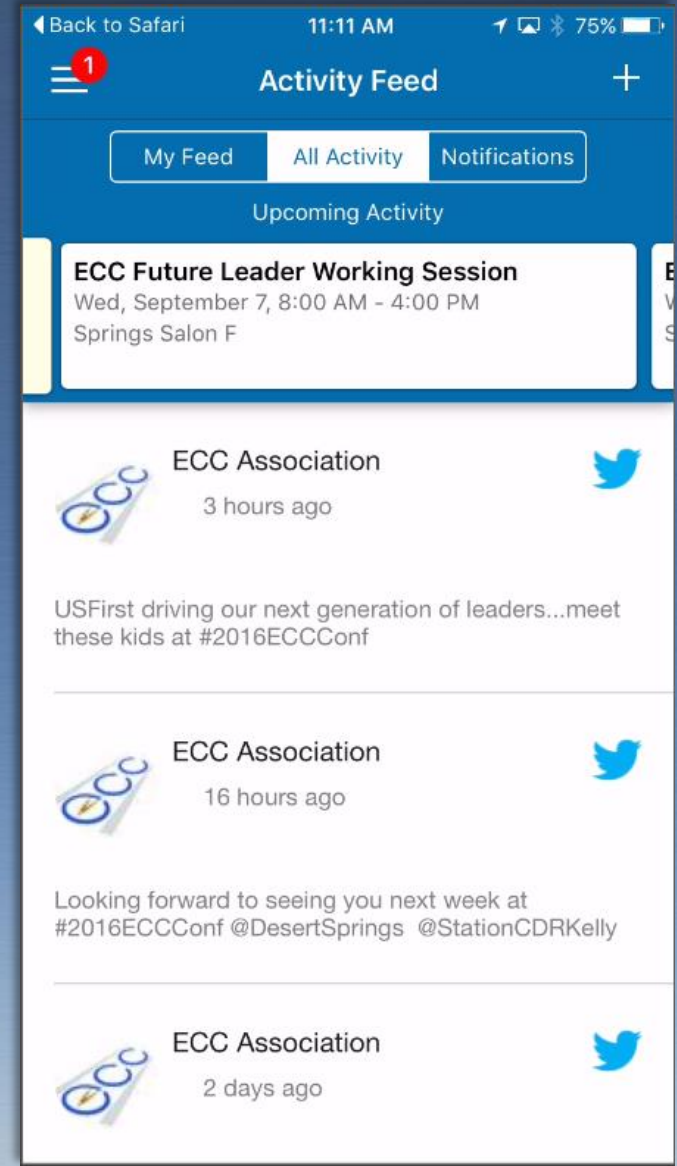 Back to Safari 11:11 AM 75%
1
Activity Feed +
My Feed All Activity Notifications
Upcoming Activity
ECC Future Leader Working Session
Wed, September 7, 8:00 AM - 4:00 PM
Springs Salon F
ECC Association
3 hours ago
USFirst driving our next generation of leaders...meet
these kids at #2016ECCConf
ECC Association
16 hours ago
Looking forward to seeing you next week at
#2016ECCConf @DesertSprings @StationCDRKelly
ECC Association
2 days ago